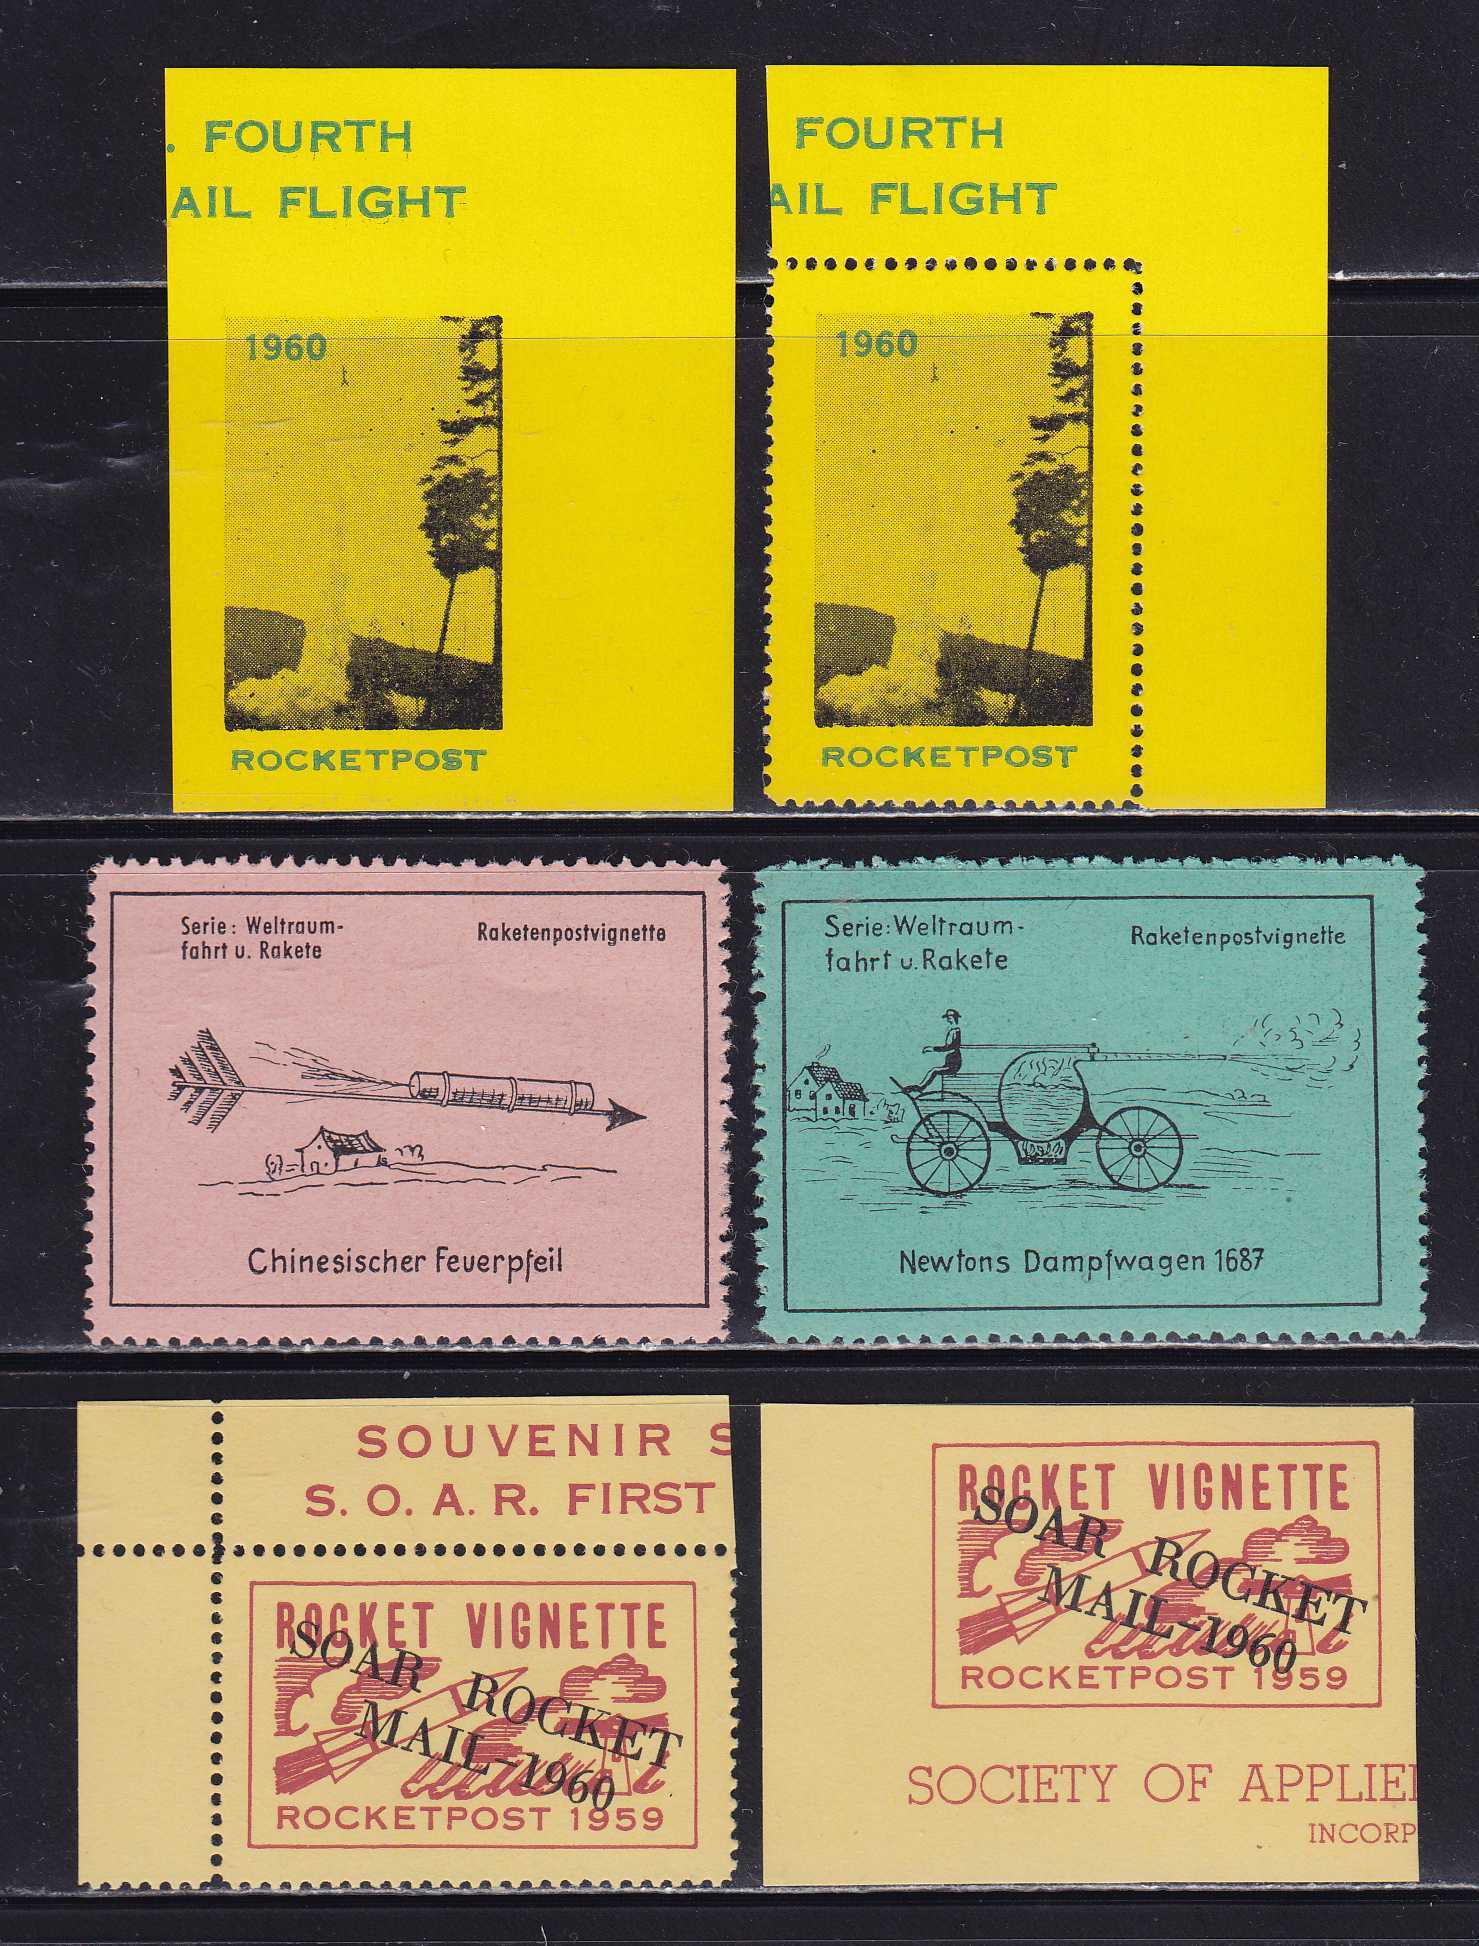 . FOURTH
AIL FLIGHT
1960
ROCKETPOST
FOURTH
AIL FLIGHT
1960
ROCKETPOST
Serie: Weltraum-
fahrt u. Rakete
Raketenpostvignette
Chinesischer Feuerpfeil
Serie: Weltraum-
fahrt u. Rakete
Raketenpostvignette
Newtons Dampfwagen 1687
SOUVENIR S
S. O. A. R. FIRST
ROCKET VIGNETTE
SOAR ROCKET
MAIL-1960
ROCKETPOST 1959
ROCKET VIGNETTE
SOAR ROCKET
MAIL-1960
ROCKETPOST 1959
SOCIETY OF APPLIE
INCORP